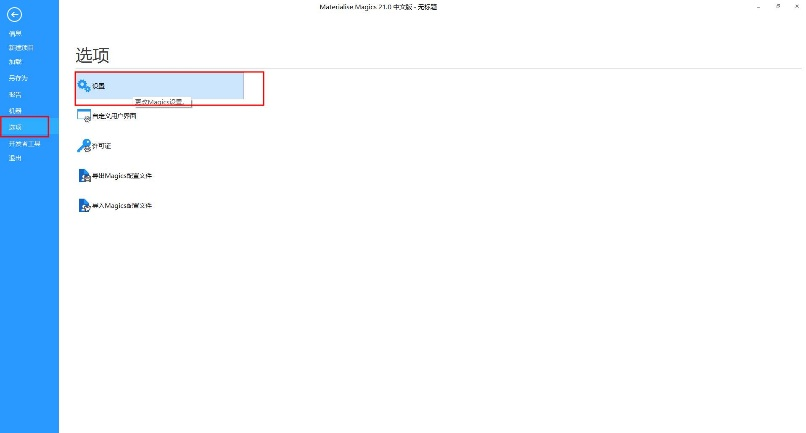 Materialise Magics 21.0 中文版 - 无标题
信息
新建项目
加载
另存为
报告
机器
选项
开发者工具
退出
选项
设置
更改Magics设置。
自定义用户界面
许可证
导出Magics配置文件
导入Magics配置文件